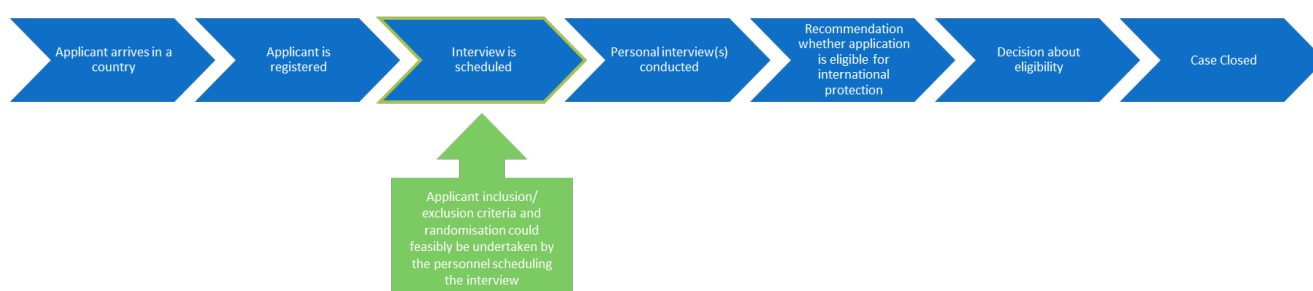 Applicant arrives in a
country
Applicant is
registered
Interview is
scheduled
Personal interview(s)
conducted
Recommendation
whether application
is eligible for
international
protection
Decision about
eligibility
Case Closed
Applicant inclusion/
exclusion criteria and
randomisation could
feasibly be undertaken by
the personnel scheduling
the interview